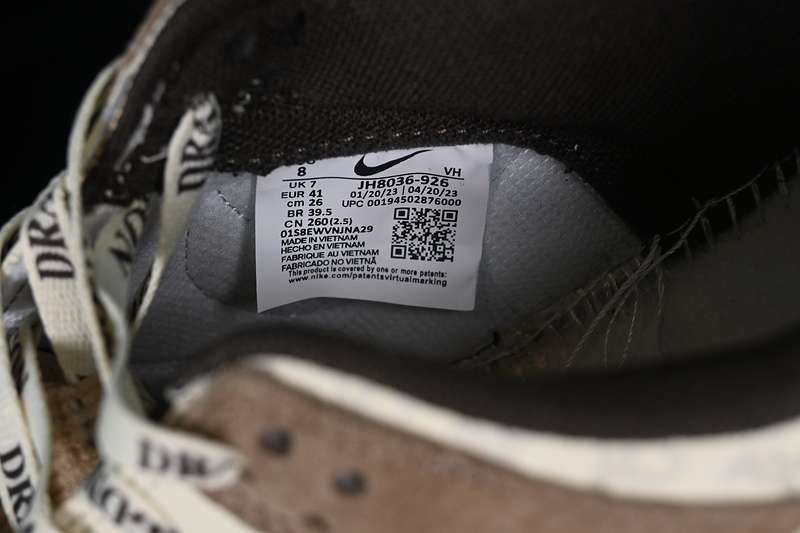 8
VH
UK 7
JH8036-926
EUR 41
01/20/23 | 04/20/23
cm 26
UPC 00194502876000
BR 39.5
CN 260(2.5)
01S8EWVNJNA29
MADE IN VIETNAM
HECHO EN VIETNAM
FABRIQUE AU VIETNAM
FABRICADO NO VIETNÃ
This product is covered by one or more patents:
www.nike.com/patentsvirtualmarking